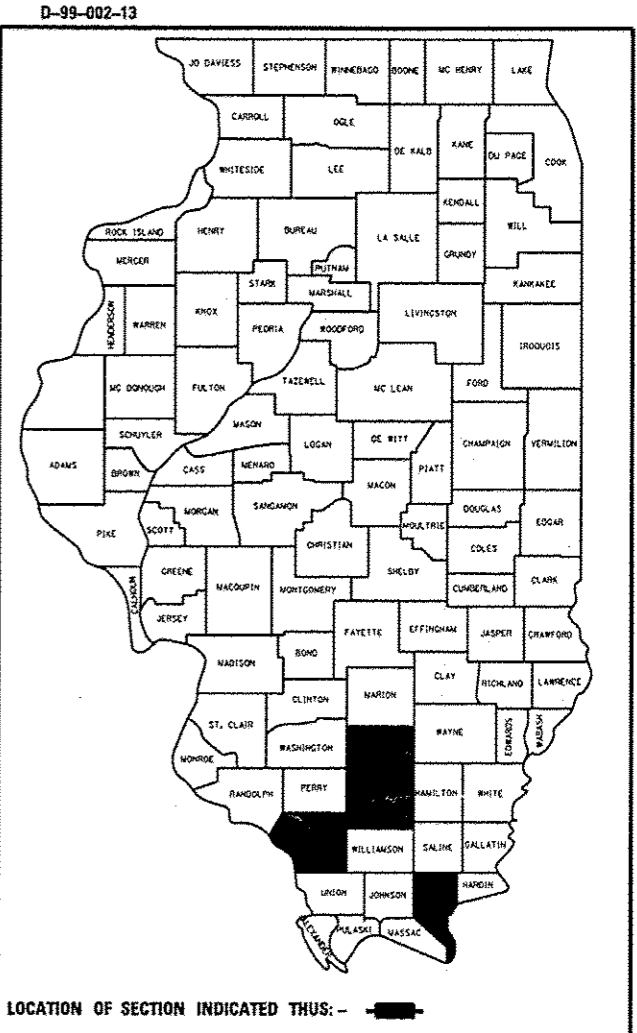 D-99-002-13
JO DAVIESS STEPHENSON WINNEBAGO BOONE MC HENRY LAKE
CARROLL OGLE DE KALB KANE DU PAGE COOK
WHITESIDE LEE
KENDALL WILL
ROCK ISLAND HENRY BUREAU LA SALLE GRUNDY
MERCER PUTNAM KANKAKEE
STARK MARSHALL
HENDERSON WARREN KNOX PEORIA WOODFORD LIVINGSTON IROQUOIS
MC DONOUGH FULTON TAZEWELL MC LEAN FORD
MASON
SCHUYLER LOGAN DE WITT CHAMPAIGN VERMILION
ADAMS BROWN CASS MENARD MACON PIATT
PIKE SCOTT MORGAN SANGAMON MOULTRIE DOUGLAS EDGAR
CHRISTIAN COLES
CALHOUN GREENE MACOUPIN MONTGOMERY SHELBY CUMBERLAND CLARK
JERSEY FAYETTE EFFINGHAM JASPER CRAWFORD
MADISON BOND
CLINTON MARION CLAY RICHLAND LAWRENCE
ST. CLAIR WASHINGTON WAYNE EDWARDS WABASH
MONROE
RANDOLPH PERRY HAMILTON WHITE
WILLIAMSON SALINE GALLATIN
UNION JOHNSON HARDIN
ALEXANDER PULASKI MASSAC
LOCATION OF SECTION INDICATED THUS: -